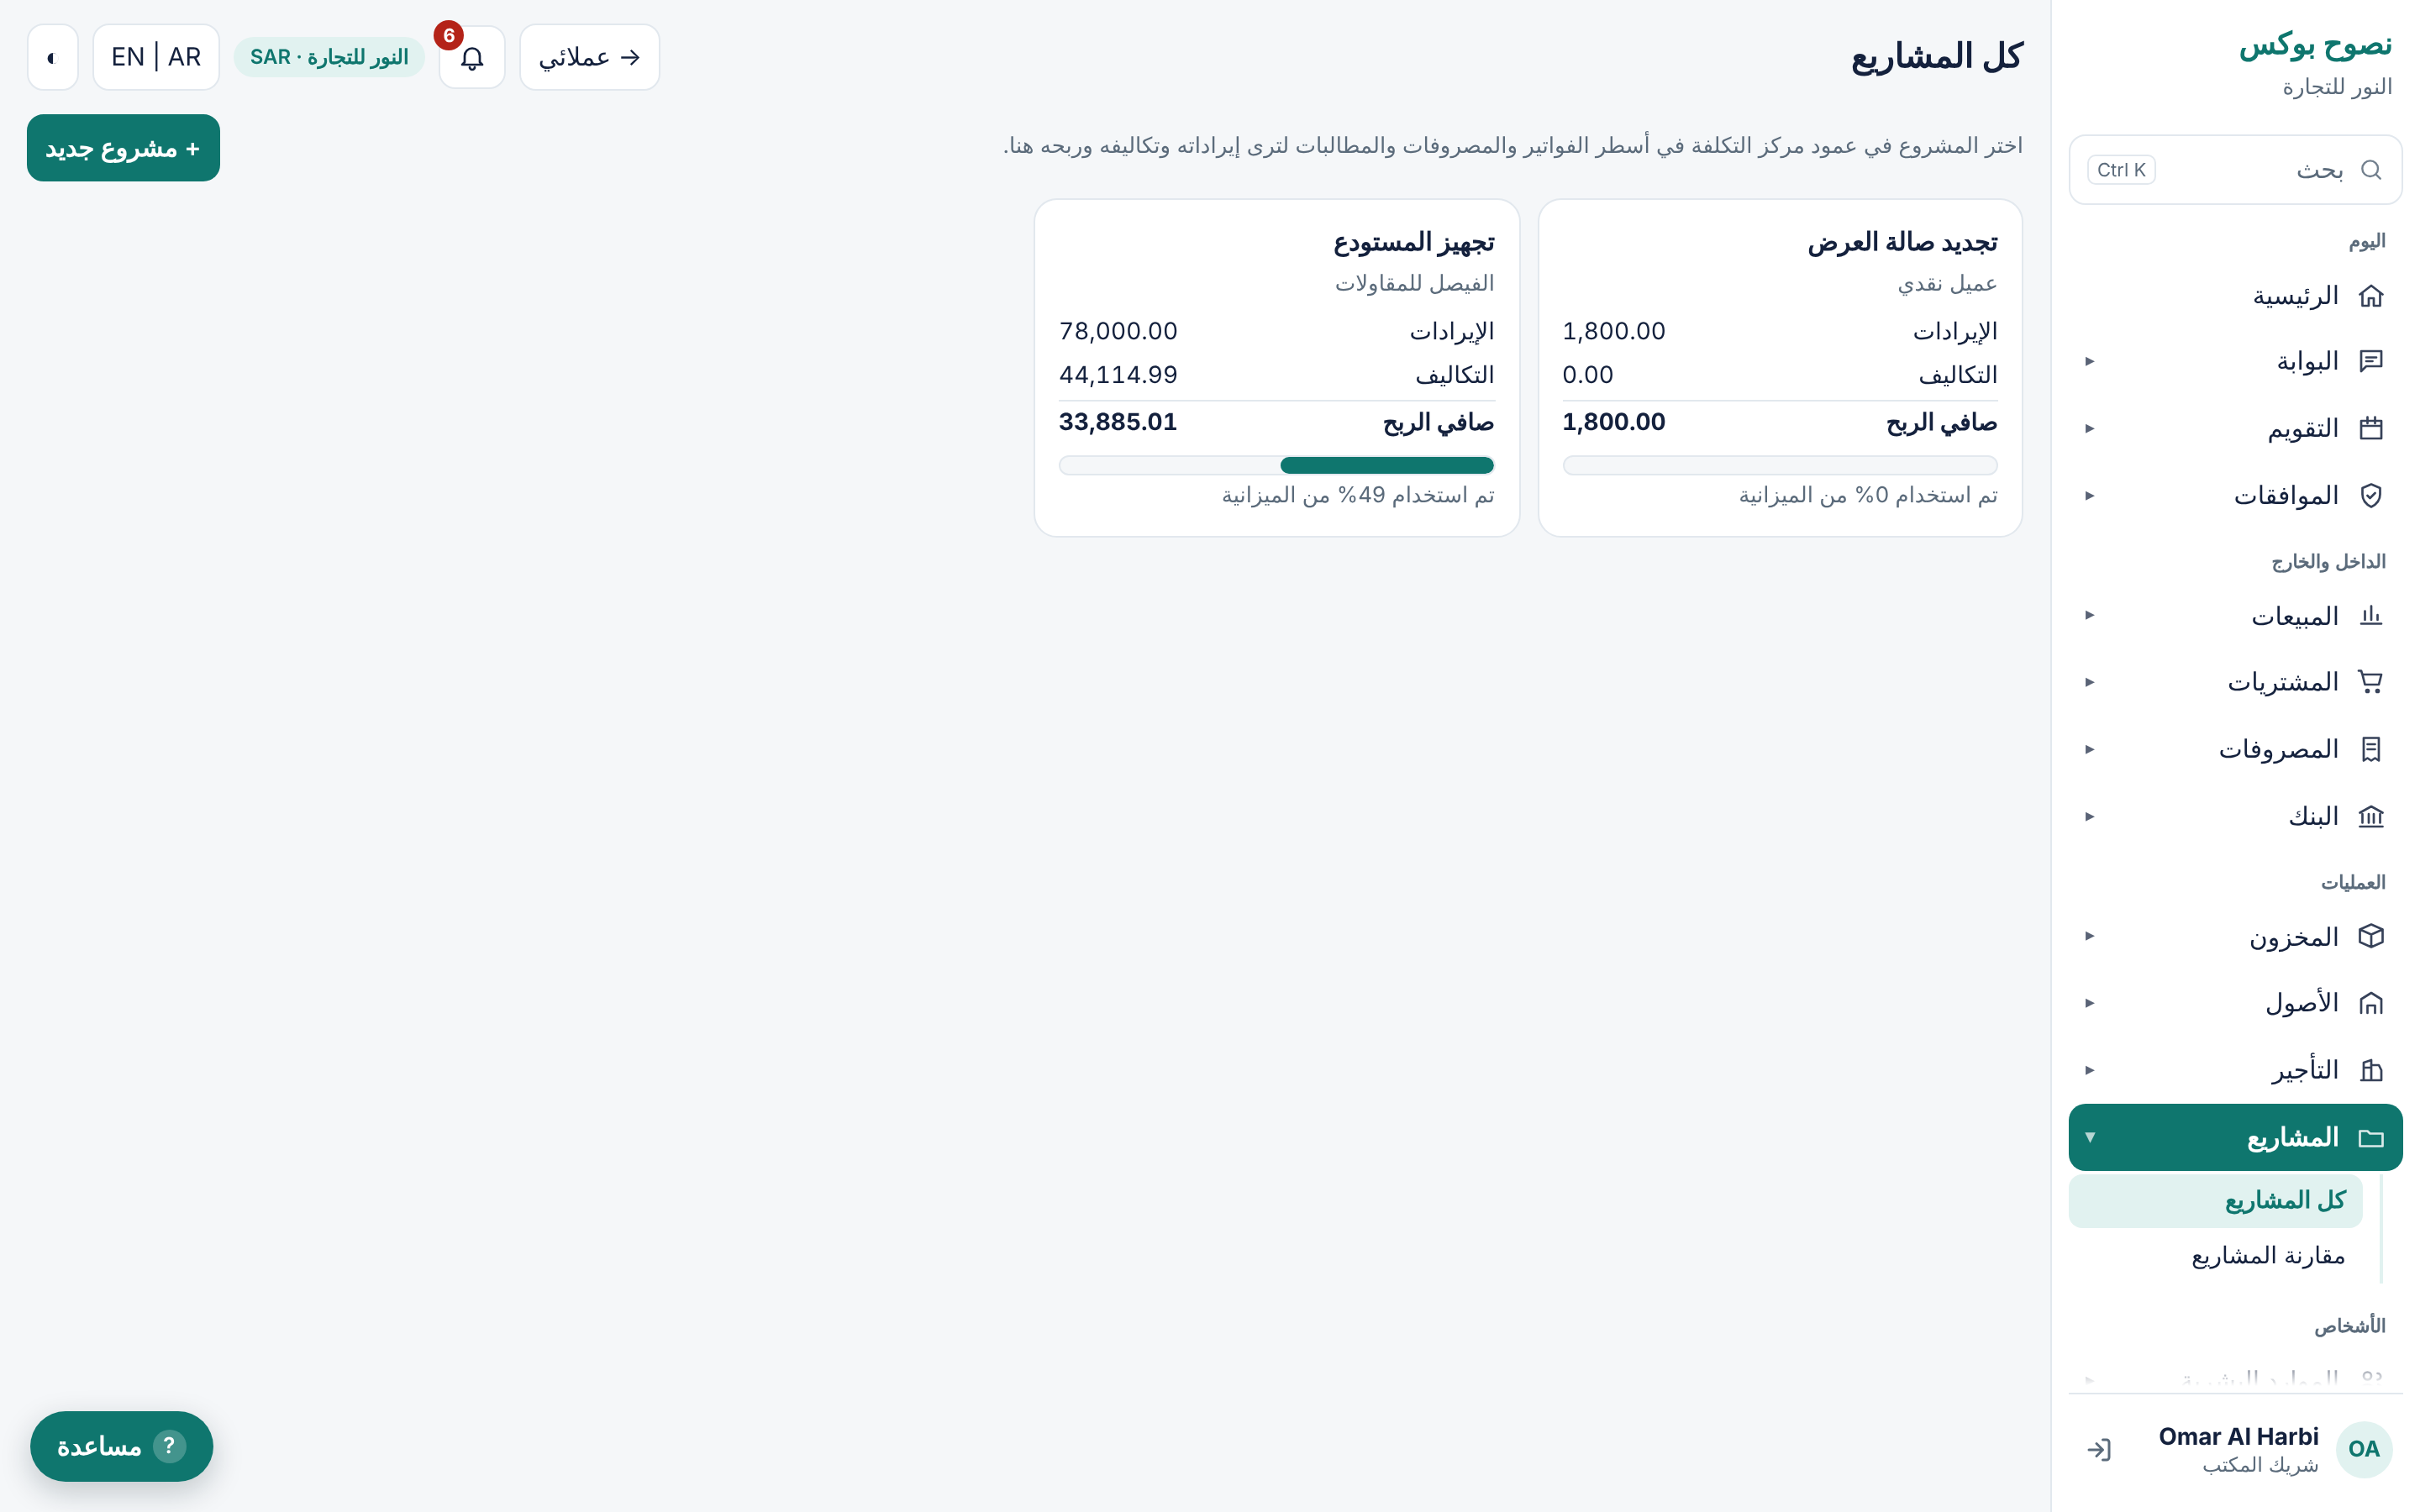 نصوح بوكس
النور للتجارة
بحث
Ctrl K
اليوم
الرئيسية
البوابة
التقويم
الموافقات
الداخل والخارج
المبيعات
المشتريات
المصروفات
البنك
العمليات
المخزون
الأصول
التأجير
المشاريع
كل المشاريع
مقارنة المشاريع
الأشخاص
الموارد البشرية
OA
Omar Al Harbi
شريك المكتب
كل المشاريع
→ عملائي
6
النور للتجارة · SAR
EN | AR
اختر المشروع في عمود مركز التكلفة في أسطر الفواتير والمصروفات والمطالبات لترى إيراداته وتكاليفه وربحه هنا.
+ مشروع جديد
تجديد صالة العرض
عميل نقدي
الإيرادات 1,800.00
التكاليف 0.00
صافي الربح 1,800.00
تم استخدام 0% من الميزانية
تجهيز المستودع
الفيصل للمقاولات
الإيرادات 78,000.00
التكاليف 44,114.99
صافي الربح 33,885.01
تم استخدام 49% من الميزانية
? مساعدة